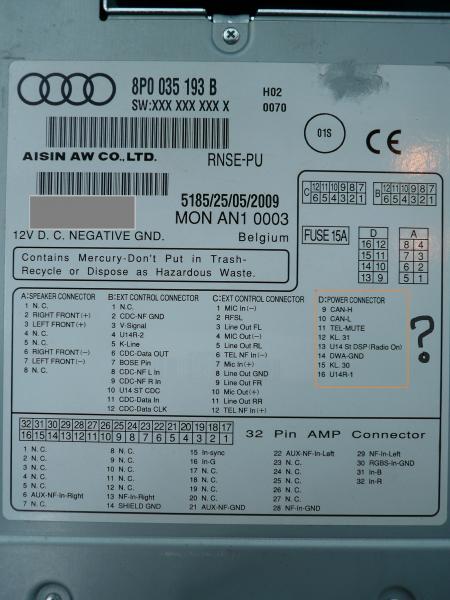 8P0 035 193 B
H02
SW:XXX XXX XXX X
0070
01S
CE
AISIN AW CO., LTD.
RNSE-PU
C 12 11 10 9 8 7
6 5 4 3 2 1
B 12 11 10 9 8 7
6 5 4 3 2 1
5185/25/05/2009
MON AN1 0003
12V D. C. NEGATIVE GND.
Belgium
FUSE 15A
D
16 12
15 11
14 10
13 9
A
8 4
7 3
6 2
5 1
Contains Mercury-Don't Put in Trash-
Recycle or Dispose as Hazardous Waste.
A:SPEAKER CONNECTOR
1 N.C.
2 RIGHT FRONT(+)
3 LEFT FRONT(+)
4 N.C.
5 N.C.
6 RIGHT FRONT(-)
7 LEFT FRONT(-)
8 N.C.
B:EXT CONTROL CONNECTOR
1 N.C.
2 CDC-NF GND
3 V-Signal
4 U14R-2
5 K-Line
6 CDC-Data OUT
7 BOSE Pin
8 CDC-NF L In
9 CDC-NF R In
10 U14 ST CDC
11 CDC-Data In
12 CDC-Data CLK
C:EXT CONTROL CONNECTOR
1 MIC In(-)
2 RFSL
3 Line Out FL
4 MIC Out(-)
5 Line Out RL
6 TEL NF In(-)
7 Mic In(+)
8 Line Out GND
9 Line Out FR
10 Mic Out(+)
11 Line Out RR
12 TEL NF In(+)
D:POWER CONNECTOR
9 CAN-H
10 CAN-L
11 TEL-MUTE
12 KL 31
13 U14 St DSP(Radio On)
14 DWA-GND
15 KL 30
16 U14R-1
?
32 31 30 29 28 27 26 25 24 23 22 21 20 19 18 17
16 15 14 13 12 11 10 9 8 7 6 5 4 3 2 1
32 Pin AMP Connector
1 N.C.
2 N.C.
3 N.C.
4 N.C.
5 N.C.
6 AUX-NF-In-Right
7 N.C.
8 N.C.
9 N.C.
10 N.C.
11 N.C.
12 N.C.
13 NF-In-Right
14 SHIELD GND
15 In-sync
16 In-G
17 N.C.
18 N.C.
19 N.C.
20 N.C.
21 AUX-NF-GND
22 AUX-NF-In-Left
23 N.C.
24 N.C.
25 N.C.
26 N.C.
27 N.C.
28 NF-In-GND
29 NF-In-Left
30 RGBS-In-GND
31 In-B
32 In-R